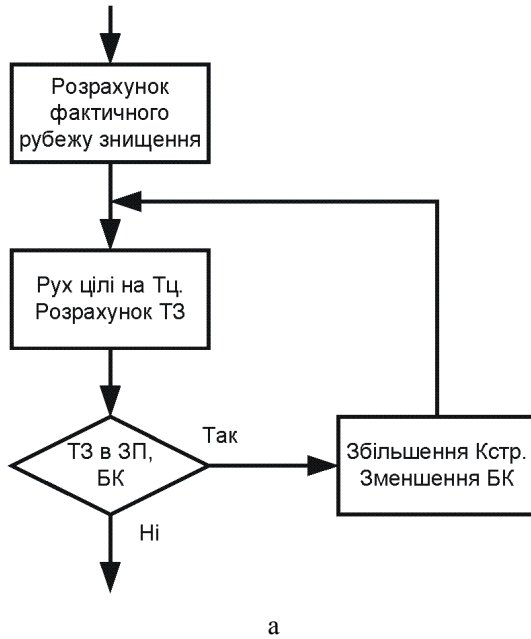 Розрахунок
фактичного
рубежу знищення
Рух цілі на Тц.
Розрахунок ТЗ
ТЗ в ЗП,
БК
Так
Збільшення Кстр.
Зменшення БК
Ні
а